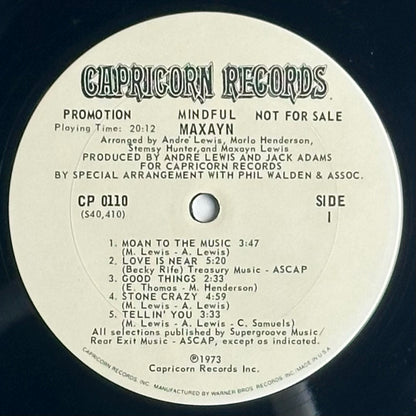 CAPRICORN RECORDS
PROMOTION MINDFUL NOT FOR SALE
Playing Time: 20:12 MAXAYN
Arranged by André Lewis, Marlo Henderson,
Stemsy Hunter, and Maxayn Lewis
PRODUCED BY ANDRÉ LEWIS AND JACK ADAMS
FOR CAPRICORN RECORDS
BY SPECIAL ARRANGEMENT WITH PHIL WALDEN & ASSOC.
CP 0110 SIDE
(S40,410) 1
1. MOAN TO THE MUSIC 3:47
(M. Lewis - A. Lewis)
2. LOVE IS NEAR 5:20
(Becky Rife) Treasury Music - ASCAP
3. GOOD THINGS 2:33
(E. Thomas - M. Henderson)
4. STONE CRAZY 4:59
(M. Lewis - A. Lewis)
5. TELLIN' YOU 3:33
(M. Lewis - A. Lewis - C. Samuels)
All selections published by Supergroove Music/
Rear Exit Music - ASCAP, except as indicated.
℗1973
Capricorn Records Inc.
CAPRICORN RECORDS, INC. MANUFACTURED BY WARNER BROS. RECORDS INC. MADE IN U.S.A.